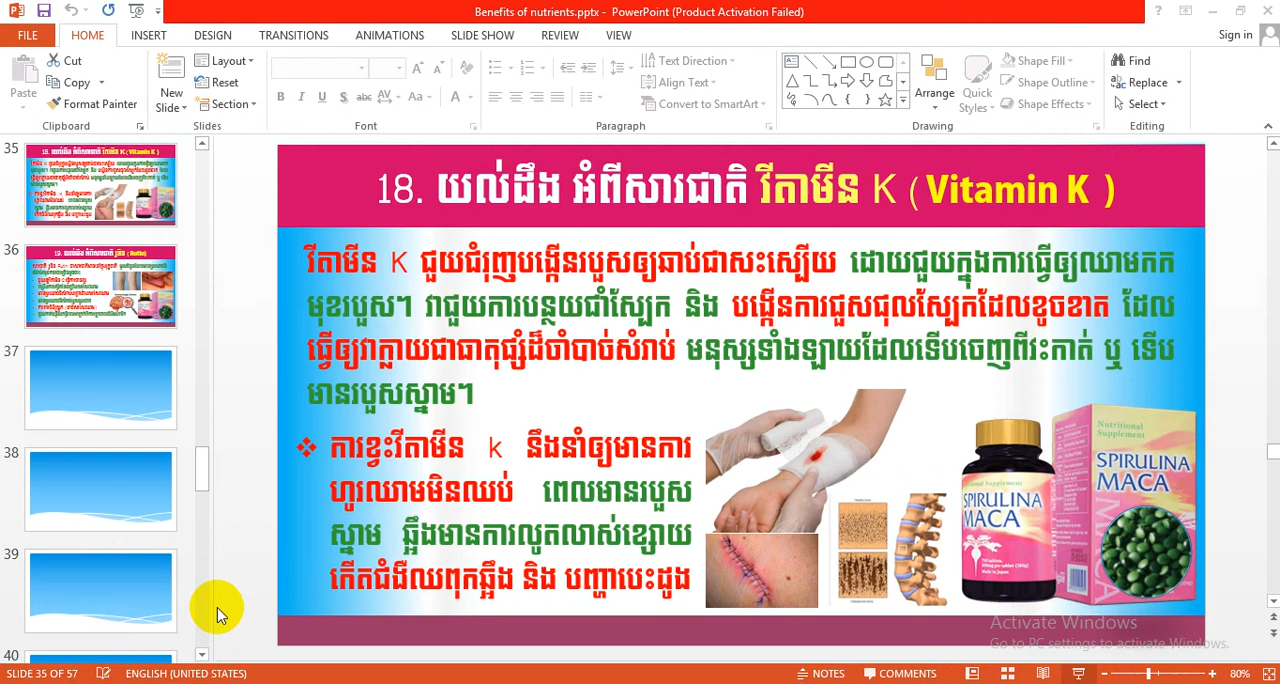 Benefits of nutrients.pptx - PowerPoint (Product Activation Failed)
FILE HOME INSERT DESIGN TRANSITIONS ANIMATIONS SLIDE SHOW REVIEW VIEW Sign in
Cut Layout Text Direction Shape Fill Find
Paste Copy New Slide Reset Align Text Arrange Quick Styles Shape Outline Replace
Format Painter Section Convert to SmartArt Shape Effects Select
Clipboard Slides Font Paragraph Drawing Editing
35
36
37
38
39
40
18. យល់ដឹង អំពីសារជាតិ វីតាមីន K ( Vitamin K )
វីតាមីន K ជួយជំរុញបង្កើនរបួសឲ្យឆាប់ជាសះស្បើយ ដោយជួយក្នុងការធ្វើឲ្យឈាមកក
មុខរបួស។ វាជួយការបន្ថយជាំស្បែក និង បង្កើនការជួសជុលស្បែកដែលខូចខាត ដែល
ធ្វើឲ្យវាក្លាយជាធាតុផ្សំដ៏ចាំបាច់សំរាប់ មនុស្សទាំងឡាយដែលទើបចេញពីវះកាត់ ឬ ទើប
មានរបួសស្នាម។
❖ ការខ្វះវីតាមីន k នឹងនាំឲ្យមានការ
ហូរឈាមមិនឈប់ ពេលមានរបួស
ស្នាម ឆ្អឹងមានការលូតលាស់ខ្សោយ
កើតជំងឺឈពុកឆ្អឹង និង បញ្ហាបេះដូង
Nutritional Supplement
SPIRULINA MACA
SPIRULINA MACA
Made in Japan
Activate Windows
Go to PC settings to activate Windows.
SLIDE 35 OF 57 ENGLISH (UNITED STATES) NOTES COMMENTS 80%